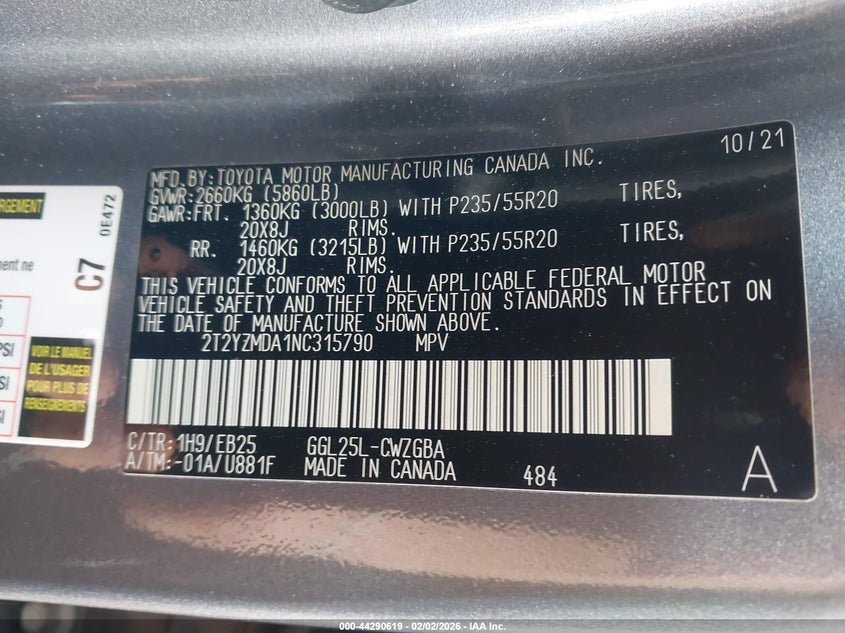 MFD. BY: TOYOTA MOTOR MANUFACTURING CANADA INC. 10/21
GVWR: 2660KG (5860LB)
GAWR: FRT. 1360KG (3000LB) WITH P235/55R20 TIRES,
20X8J RIMS.
RR. 1460KG (3215LB) WITH P235/55R20 TIRES,
20X8J RIMS.
THIS VEHICLE CONFORMS TO ALL APPLICABLE FEDERAL MOTOR
VEHICLE SAFETY AND THEFT PREVENTION STANDARDS IN EFFECT ON
THE DATE OF MANUFACTURE SHOWN ABOVE.
2T2YZMDA1NC315790 MPV
C/TR: 1H9/EB25 GGL25L-CWZGBA
A/TM: -01A/U881F MADE IN CANADA 484 A
0E472
C7
ne
PSI
VOIR LE MANUEL
DE L'USAGER
POUR PLUS DE
RENSEIGNEMENTS
000-44290619 - 02/02/2026 - IAA Inc.